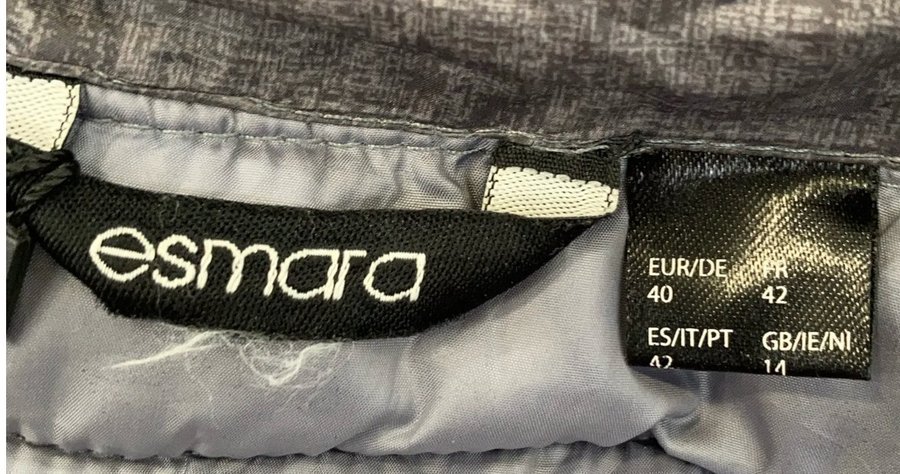 esmara
EUR/DE FR
40 42
ES/IT/PT GB/IE/NI
42 14